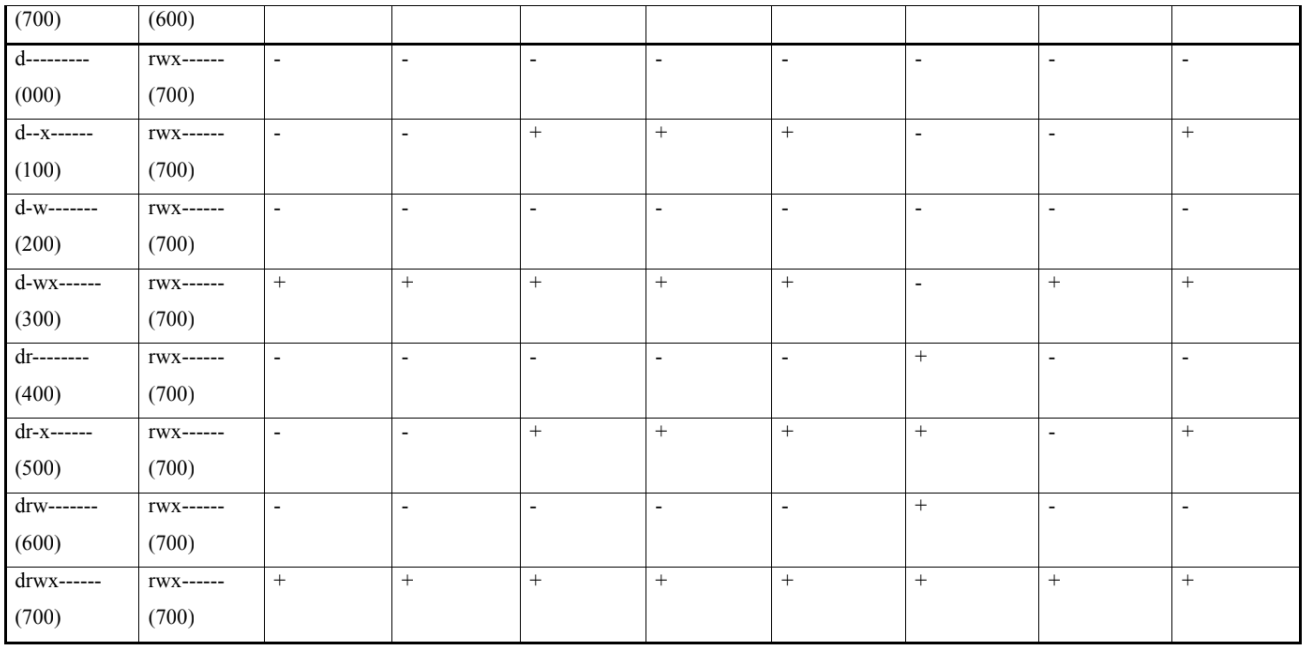 (700) (600)
d--------- rwx------ - - - - - - - -
(000) (700)
d--x------ rwx------ - - + + + - - +
(100) (700)
d-w------- rwx------ - - - - - - - -
(200) (700)
d-wx------ rwx------ + + + + + - + +
(300) (700)
dr-------- rwx------ - - - - - + - -
(400) (700)
dr-x------ rwx------ - - + + + + - +
(500) (700)
drw------- rwx------ - - - - - + - -
(600) (700)
drwx------ rwx------ + + + + + + + +
(700) (700)